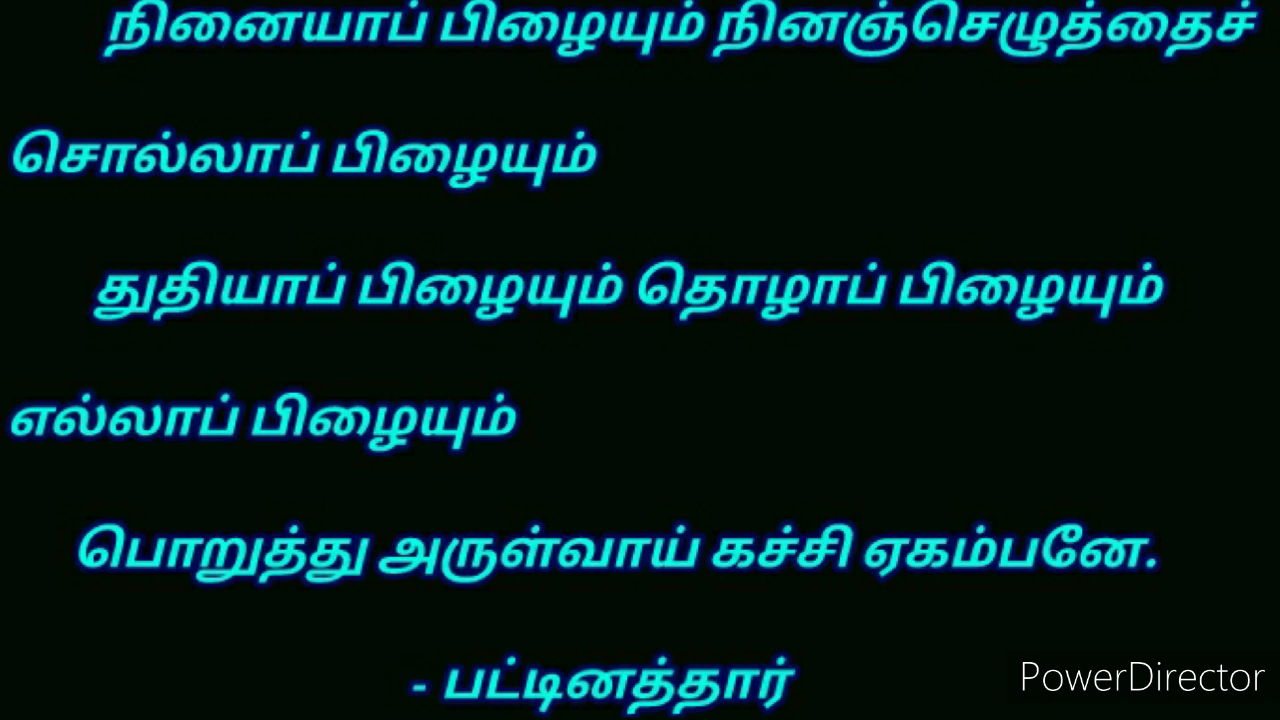 நினையாப் பிழையும் நினஞ்செழுத்தைச்
சொல்லாப் பிழையும்
துதியாப் பிழையும் தொழாப் பிழையும்
எல்லாப் பிழையும்
பொறுத்து அருள்வாய் கச்சி ஏகம்பனே.
- பட்டினத்தார்
PowerDirector